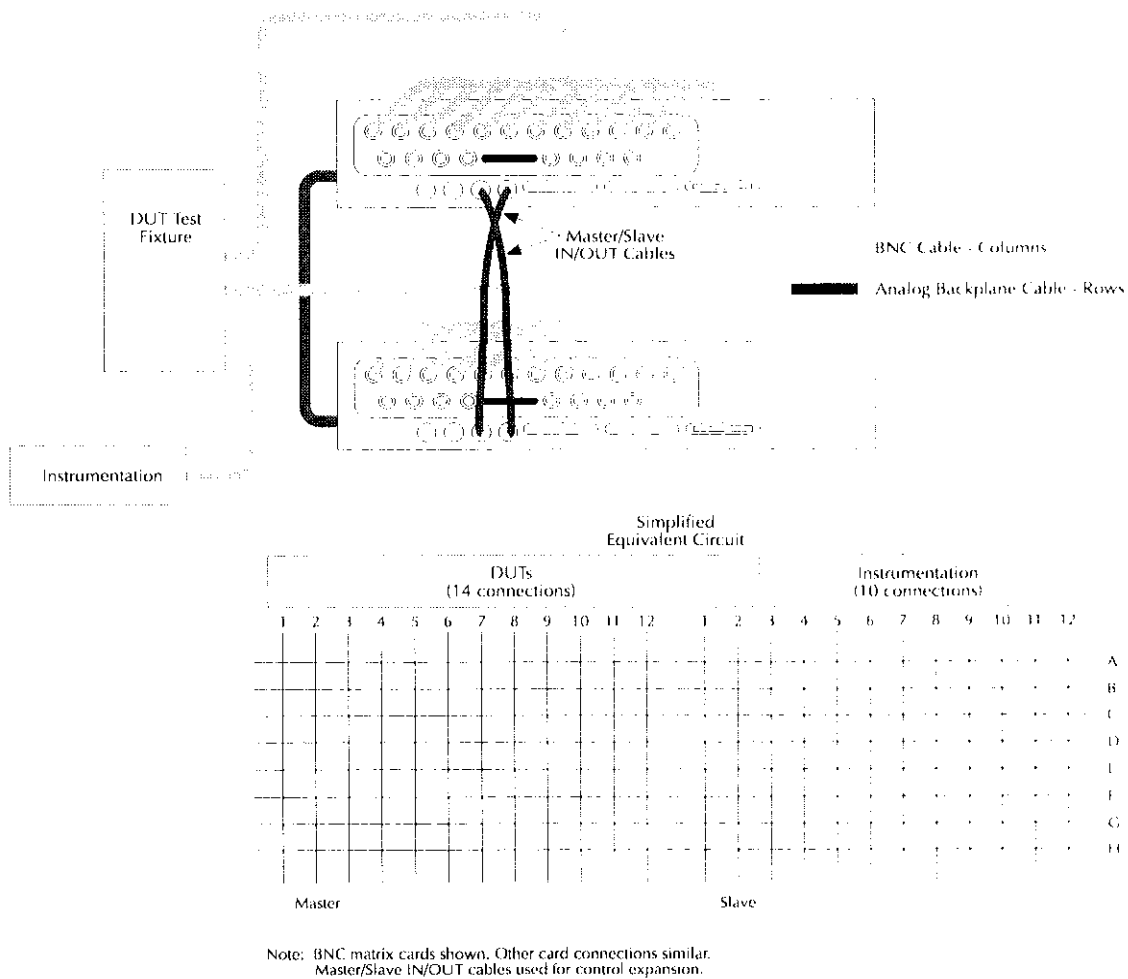 DUT Test
Fixture
Master/Slave
IN/OUT Cables
BNC Cable - Columns
Analog Backplane Cable - Rows
Instrumentation
Simplified
Equivalent Circuit
DUTs
(14 connections)
Instrumentation
(10 connections)
1 2 3 4 5 6 7 8 9 10 11 12 1 2 3 4 5 6 7 8 9 10 11 12
A
B
C
D
E
F
G
H
Master
Slave
Note: BNC matrix cards shown. Other card connections similar.
Master/Slave IN/OUT cables used for control expansion.